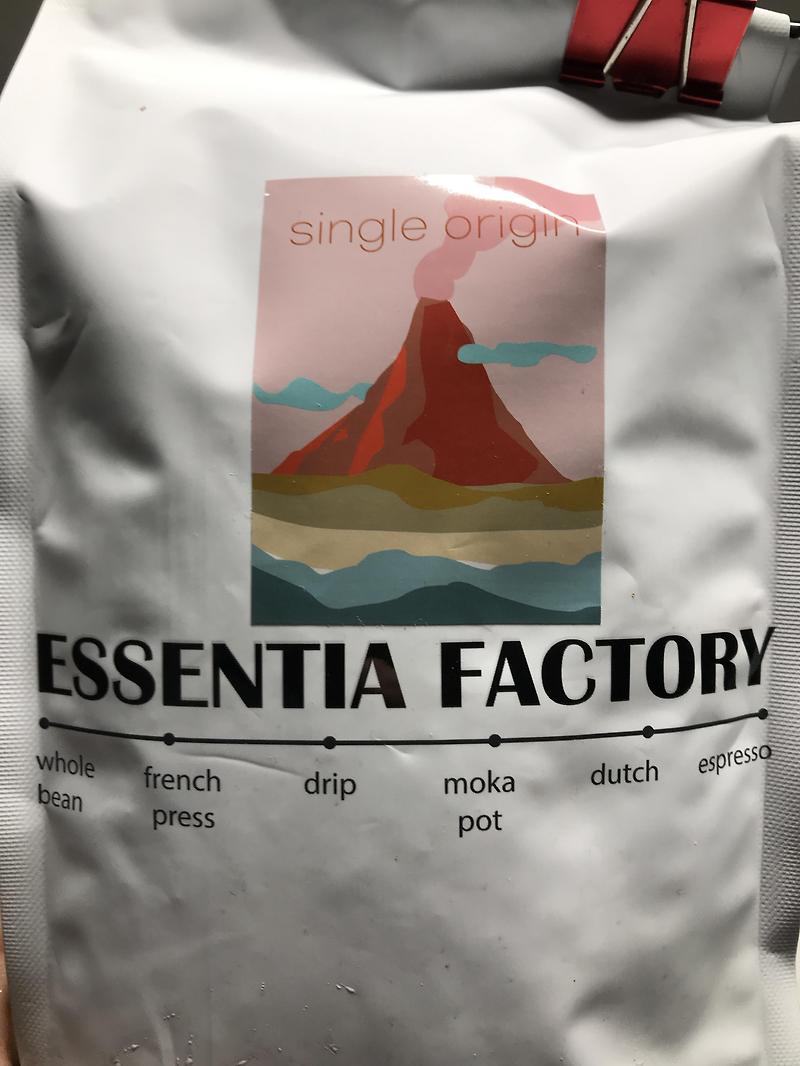 single origin
ESSENTIA FACTORY
whole bean
french press
drip
moka pot
dutch
espresso